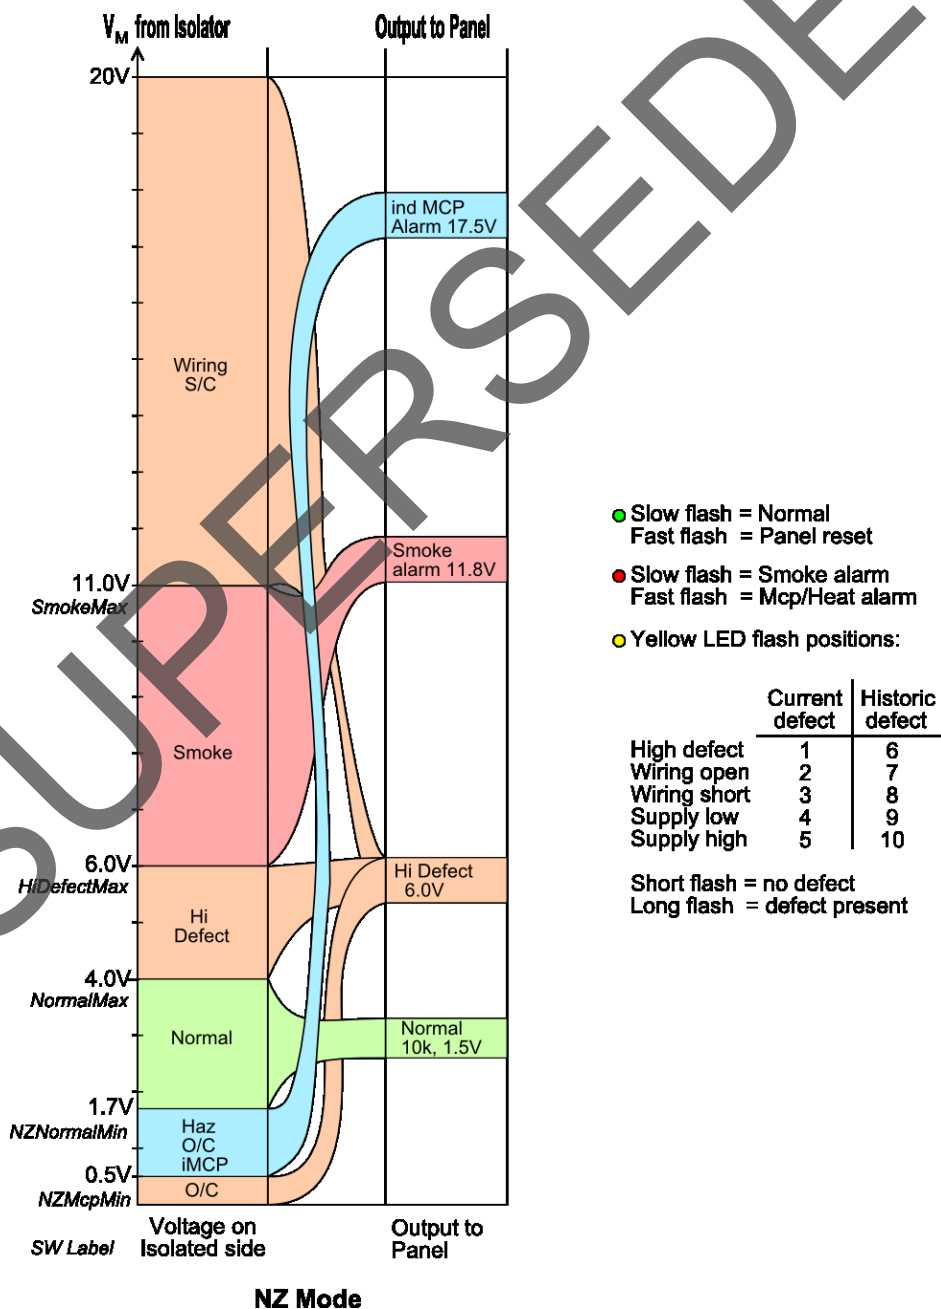 VM from Isolator
Output to Panel
20V
ind MCP
Alarm 17.5V
Wiring
S/C
Smoke
alarm 11.8V
11.0V
SmokeMax
Smoke
6.0V
HiDefectMax
Hi Defect
6.0V
Hi
Defect
4.0V
NormalMax
Normal
Normal
10k, 1.5V
1.7V
NZNormalMin
Haz
O/C
iMCP
0.5V
NZMcpMin
O/C
SW Label
Voltage on
Isolated side
Output to
Panel
NZ Mode
Slow flash = Normal
Fast flash = Panel reset
Slow flash = Smoke alarm
Fast flash = Mcp/Heat alarm
Yellow LED flash positions:
Current defect Historic defect
High defect 1 6
Wiring open 2 7
Wiring short 3 8
Supply low 4 9
Supply high 5 10
Short flash = no defect
Long flash = defect present
SUPERSEDE